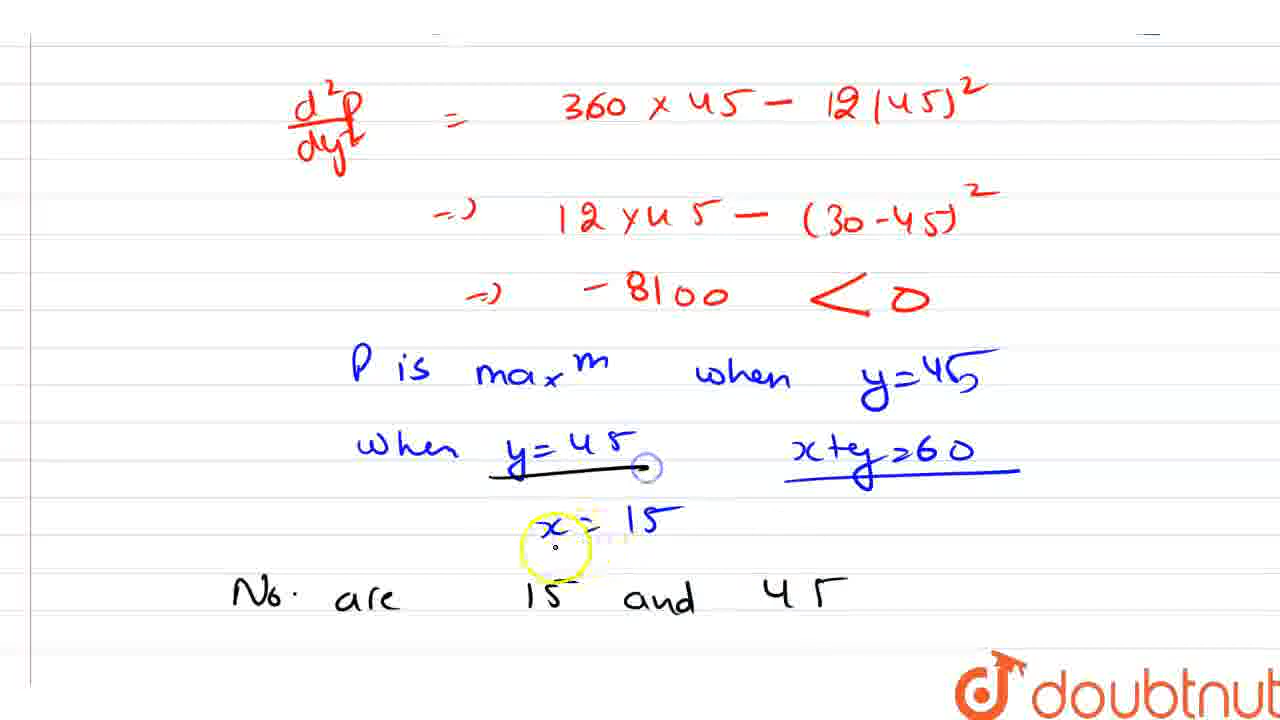 d²p/dy² = 360 × 45 - 12(45)²
=> 12 × 45 - (30-45)²
=> - 8100 < 0
P is maxᵐ when y=45
when y=45 x+y=60
x = 15
No. are 15 and 45
doubtnut